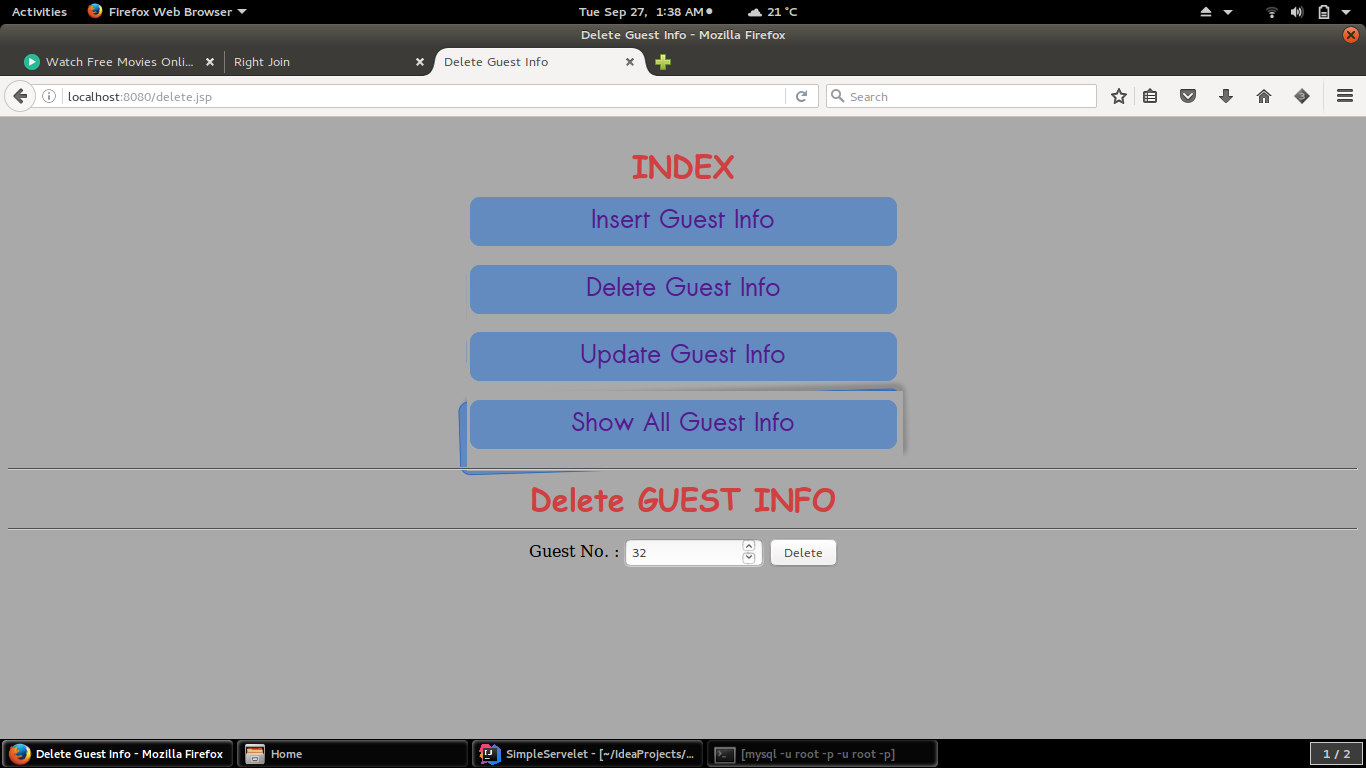 Activities Firefox Web Browser Tue Sep 27, 1:38 AM 21 °C
Delete Guest Info - Mozilla Firefox
Watch Free Movies Onli... Right Join Delete Guest Info
localhost:8080/delete.jsp Search
INDEX
Insert Guest Info
Delete Guest Info
Update Guest Info
Show All Guest Info
Delete GUEST INFO
Guest No. : 32 Delete
Delete Guest Info - Mozilla Firefox Home SimpleServelet - [~/IdeaProjects/... [mysql -u root -p -u root -p] 1 / 2